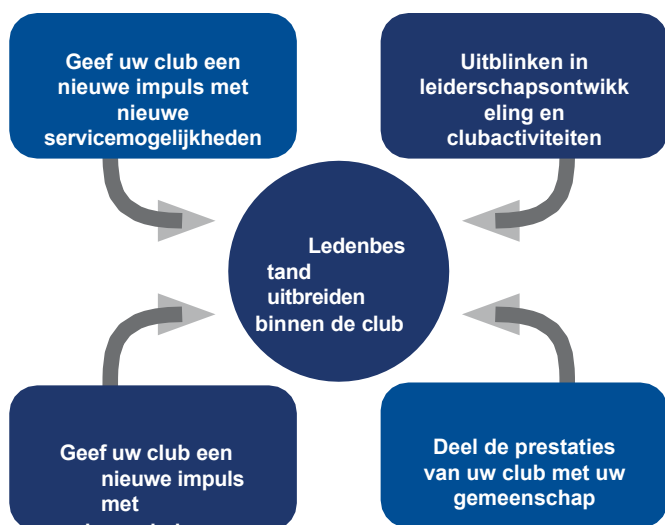 Geef uw club een
nieuwe impuls met
nieuwe
servicemogelijkheden
Uitblinken in
leiderschapsontwikk
eling en
clubactiviteiten
Ledenbes
tand
uitbreiden
binnen de club
Geef uw club een
nieuwe impuls
met
Deel de prestaties
van uw club met uw
gemeenschap